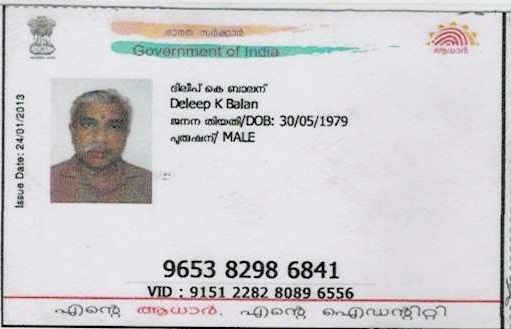 ഭാരത സർക്കാർ
Government of India
ആധാർ
ദിലീപ് കെ ബാലന്
Deleep K Balan
ജനന തിയതി/DOB: 30/05/1979
പുരുഷന്/ MALE
Issue Date: 24/01/2013
9653 8298 6841
VID : 9151 2282 8089 6556
എന്റെ ആധാർ, എന്റെ ഐഡന്റിറ്റി